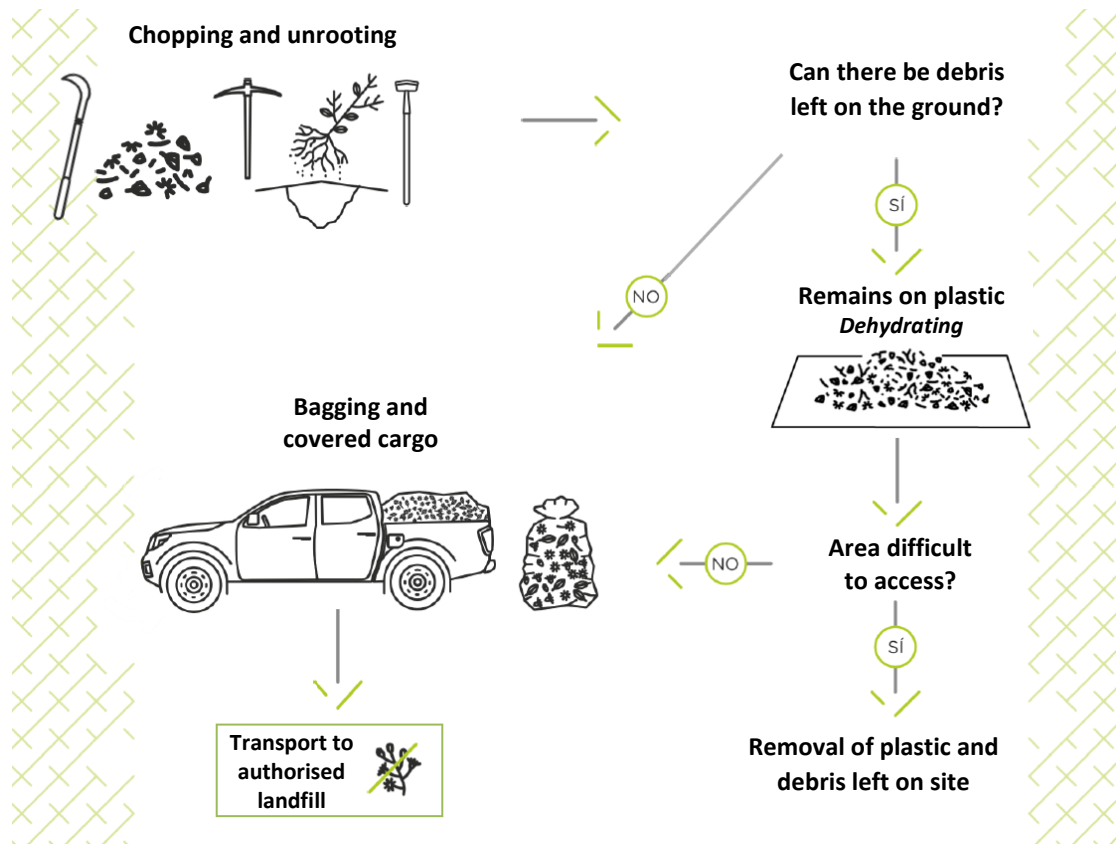 Chopping and unrooting
Can there be debris
left on the ground?
SÍ
NO
Remains on plastic
Dehydrating
Bagging and
covered cargo
Area difficult
to access?
NO
SÍ
Transport to
authorised
landfill
Removal of plastic and
debris left on site